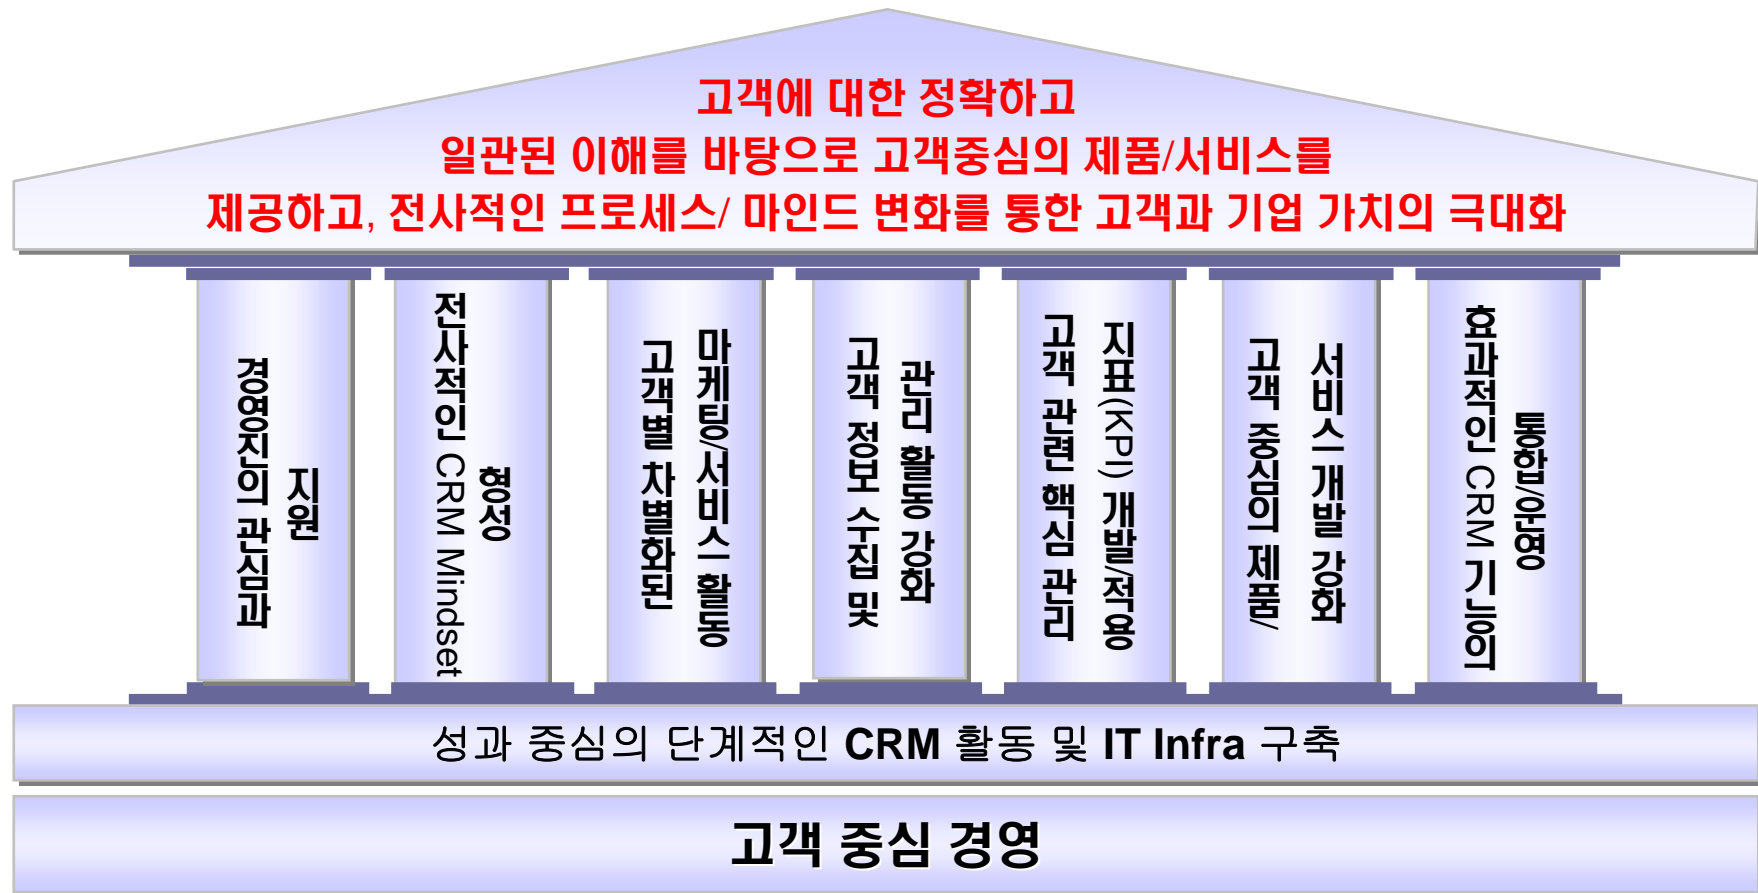 고객에 대한 정확하고
일관된 이해를 바탕으로 고객중심의 제품/서비스를
제공하고, 전사적인 프로세스/ 마인드 변화를 통한 고객과 기업 가치의 극대화
경영진의 관심과
지원
전사적인 CRM Mindset
형성
고객별 차별화된
마케팅/서비스 활동
고객 정보 수집 및
관리 활동 강화
고객 관련 핵심 관리
지표(KPI) 개발/적용
고객 중심의 제품/
서비스 개발 강화
효과적인 CRM 기능의
통합/운영
성과 중심의 단계적인 CRM 활동 및 IT Infra 구축
고객 중심 경영